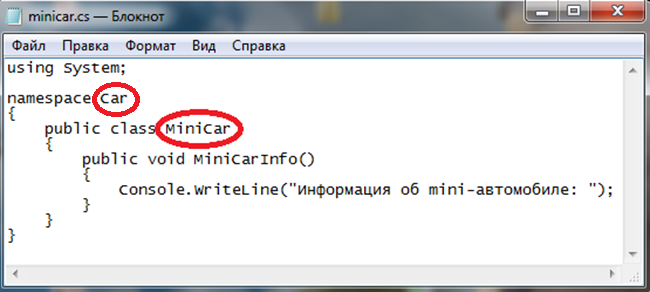 minicar.cs — Блокнот
Файл Правка Формат Вид Справка
using System;
namespace Car
{
public class MiniCar
{
public void MiniCarInfo()
{
Console.WriteLine("Информация об mini-автомобиле: ");
}
}
}